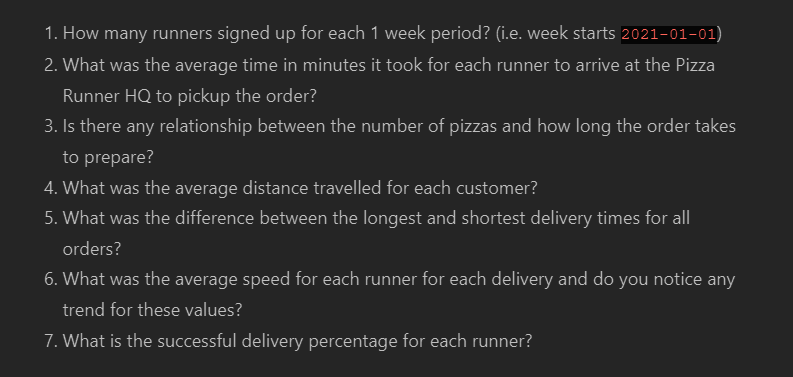 1. How many runners signed up for each 1 week period? (i.e. week starts 2021-01-01)
2. What was the average time in minutes it took for each runner to arrive at the Pizza
Runner HQ to pickup the order?
3. Is there any relationship between the number of pizzas and how long the order takes
to prepare?
4. What was the average distance travelled for each customer?
5. What was the difference between the longest and shortest delivery times for all
orders?
6. What was the average speed for each runner for each delivery and do you notice any
trend for these values?
7. What is the successful delivery percentage for each runner?